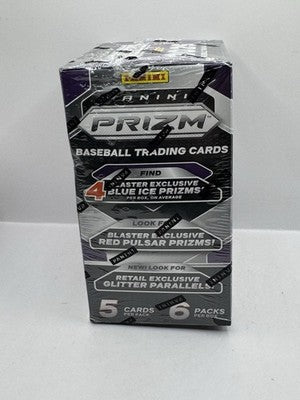 PANINI
PANINI
PRIZM
BASEBALL TRADING CARDS
FIND
4 BLASTER EXCLUSIVE
BLUE ICE PRIZMS
PER BOX, ON AVERAGE
LOOK FOR
BLASTER EXCLUSIVE
RED PULSAR PRIZMS!
NEW! LOOK FOR
RETAIL EXCLUSIVE
GLITTER PARALLELS
5 CARDS PER PACK 6 PACKS PER BOX